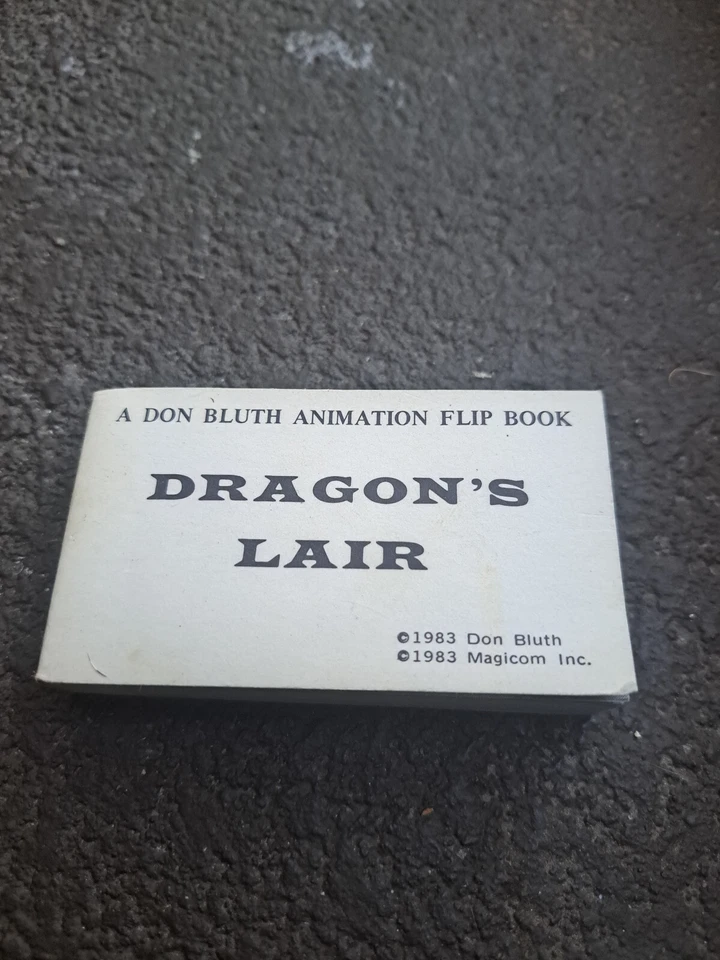 A DON BLUTH ANIMATION FLIP BOOK
DRAGON'S
LAIR
©1983 Don Bluth
©1983 Magicom Inc.